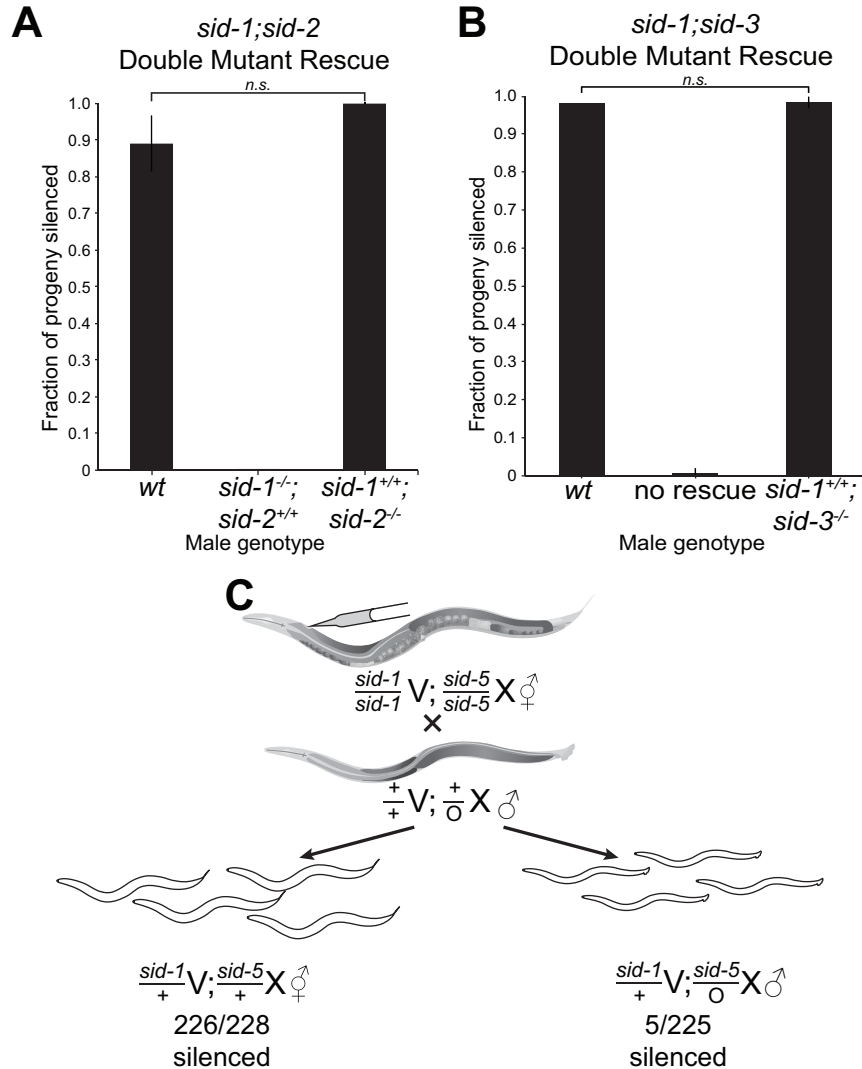 A
sid-1;sid-2
Double Mutant Rescue
n.s.
1.0
0.9
0.8
0.7
0.6
0.5
0.4
0.3
0.2
0.1
0
Fraction of progeny silenced
wt
sid-1-/-;
sid-2+/+
sid-1+/+;
sid-2-/-
Male genotype
B
sid-1;sid-3
Double Mutant Rescue
n.s.
1.0
0.9
0.8
0.7
0.6
0.5
0.4
0.3
0.2
0.1
0
Fraction of progeny silenced
wt
no rescue
sid-1+/+;
sid-3-/-
Male genotype
C
sid-1/sid-1 V; sid-5/sid-5 X ⚥
×
+/+ V; +/O X ♂
sid-1/+ V; sid-5/+ X ⚥
226/228
silenced
sid-1/+ V; sid-5/O X ♂
5/225
silenced